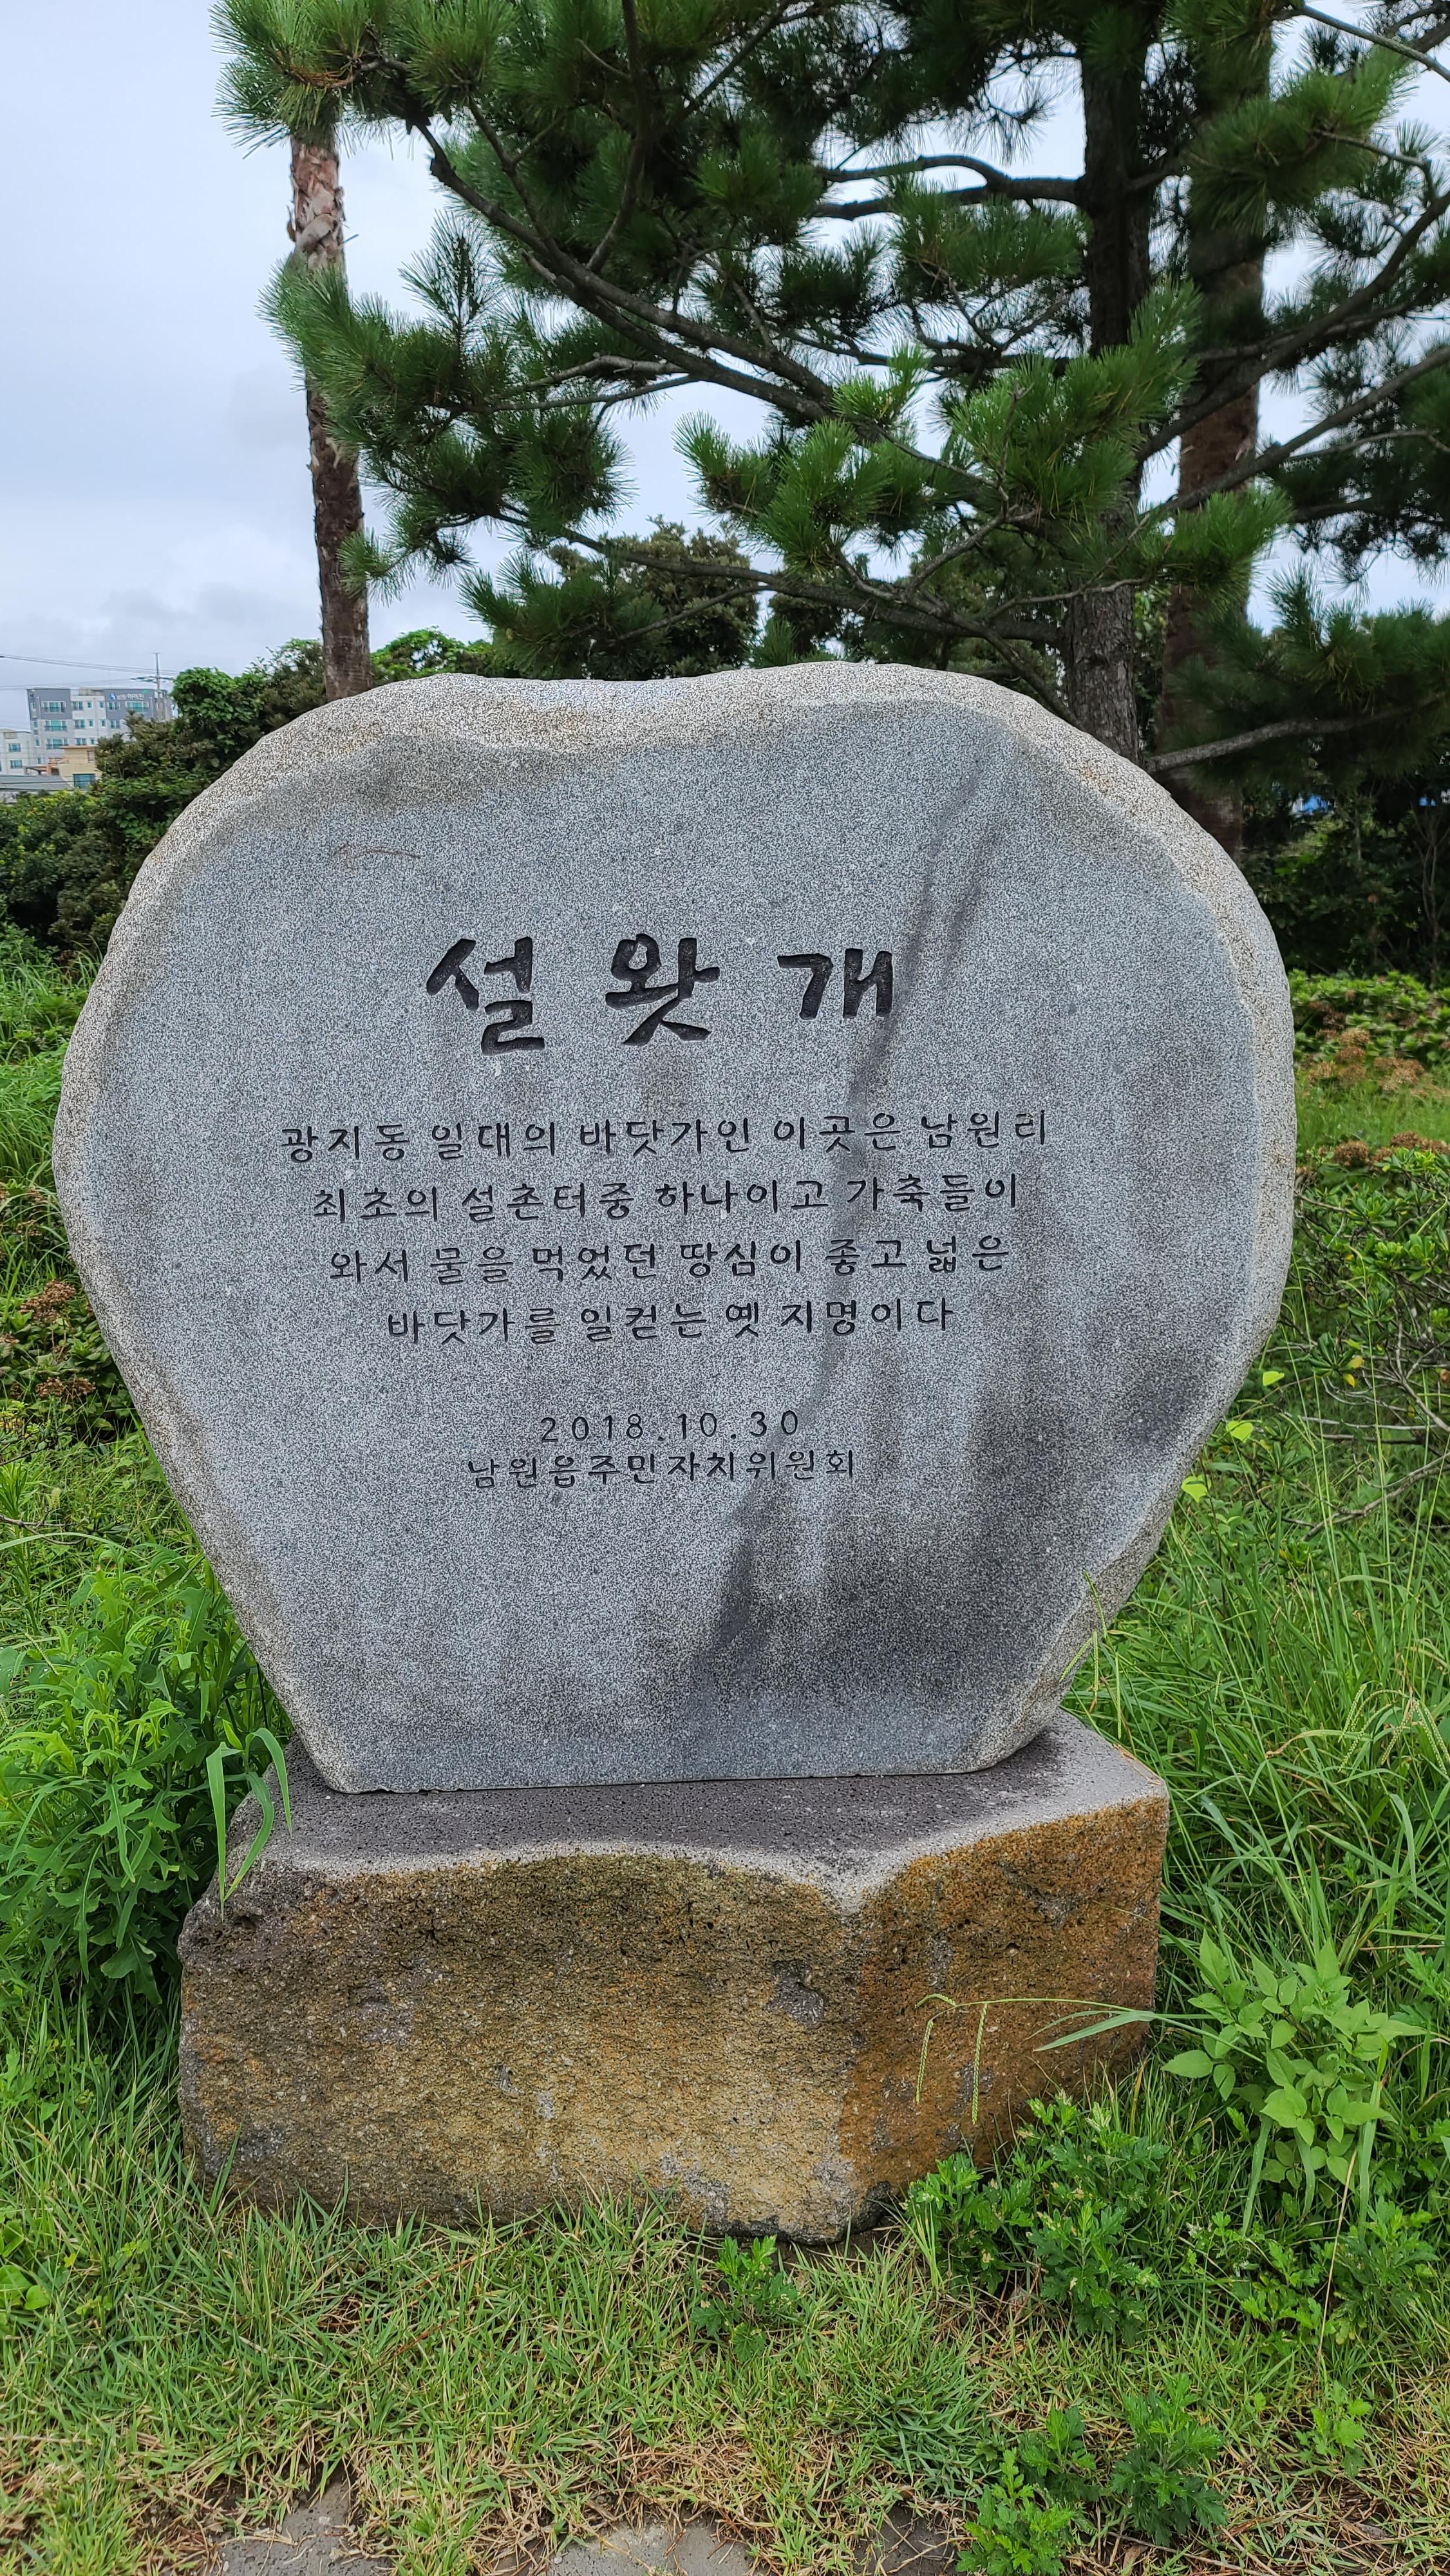 설왓개
광지동 일대의 바닷가인 이곳은 남원리
최초의 설촌터중 하나이고 가축들이
와서 물을 먹었던 땅심이 좋고 넓은
바닷가를 일컫는 옛 지명이다
2018.10.30
남원읍주민자치위원회